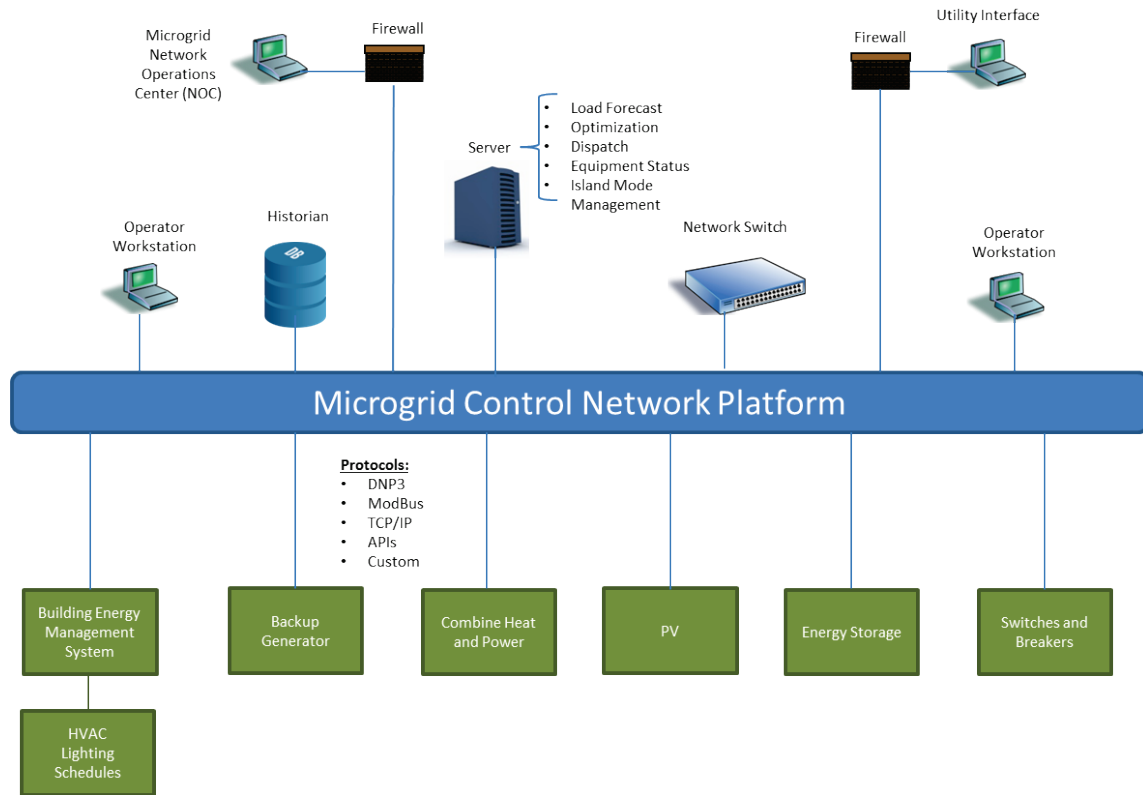 Microgrid
Network
Operations
Center (NOC)
Firewall
Utility Interface
Firewall
Server
• Load Forecast
• Optimization
• Dispatch
• Equipment Status
• Island Mode
• Management
Operator
Workstation
Historian
DB
Network Switch
Operator
Workstation
Microgrid Control Network Platform
Protocols:
• DNP3
• ModBus
• TCP/IP
• APIs
• Custom
Building Energy
Management
System
Backup
Generator
Combine Heat
and Power
PV
Energy Storage
Switches and
Breakers
HVAC
Lighting
Schedules